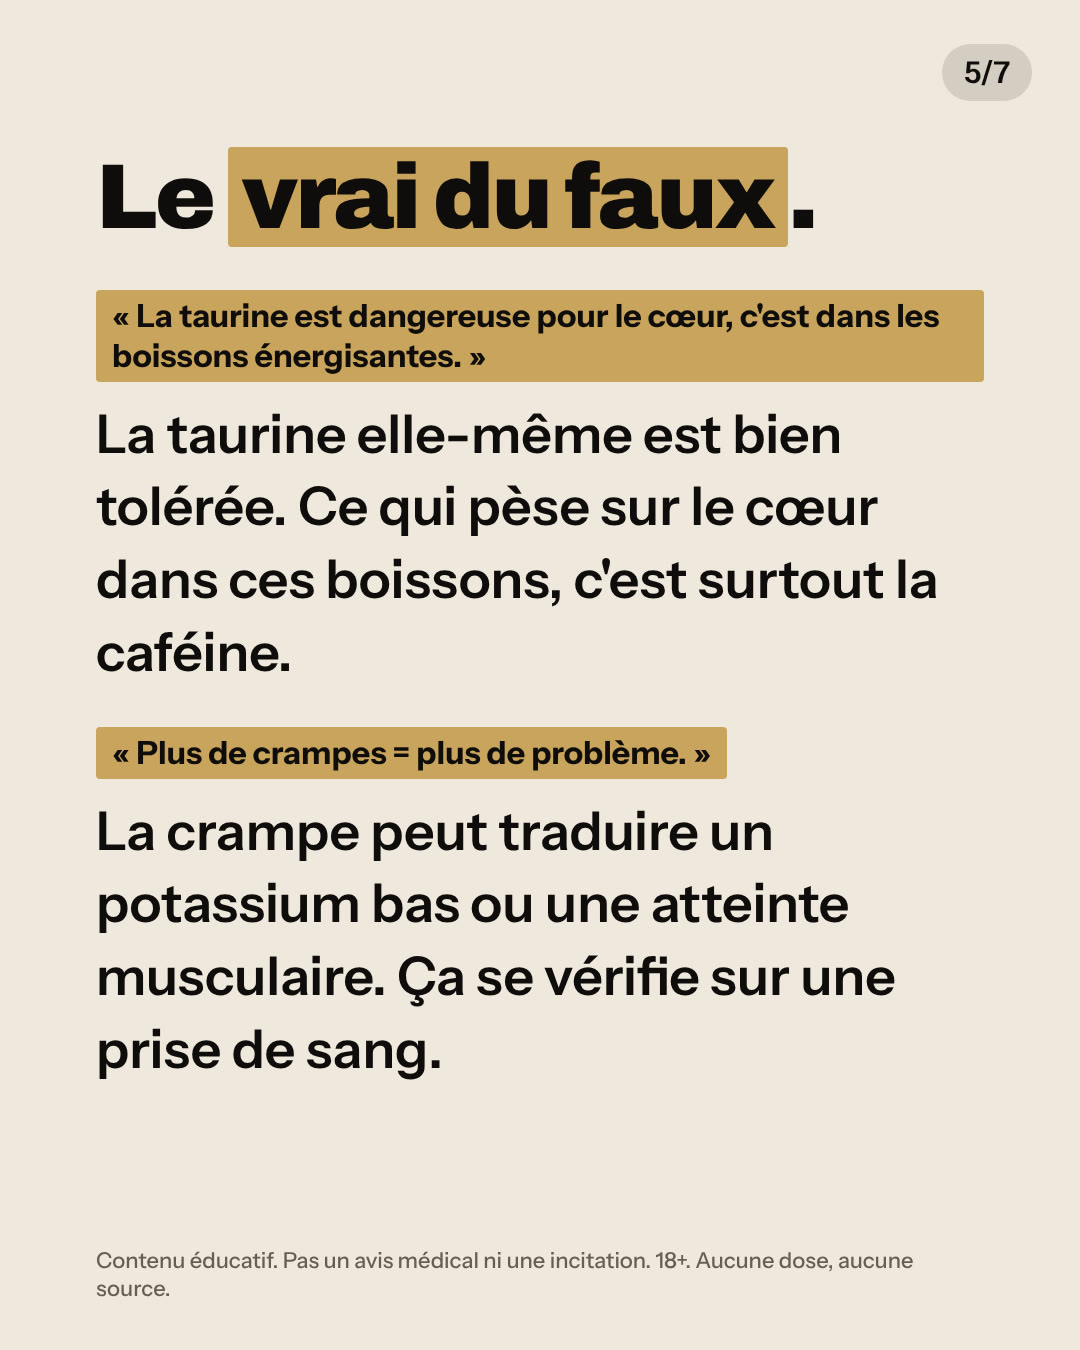 5/7
Le vrai du faux.
« La taurine est dangereuse pour le cœur, c'est dans les
boissons énergisantes. »
La taurine elle-même est bien
tolérée. Ce qui pèse sur le cœur
dans ces boissons, c'est surtout la
caféine.
« Plus de crampes = plus de problème. »
La crampe peut traduire un
potassium bas ou une atteinte
musculaire. Ça se vérifie sur une
prise de sang.
Contenu éducatif. Pas un avis médical ni une incitation. 18+. Aucune dose, aucune
source.